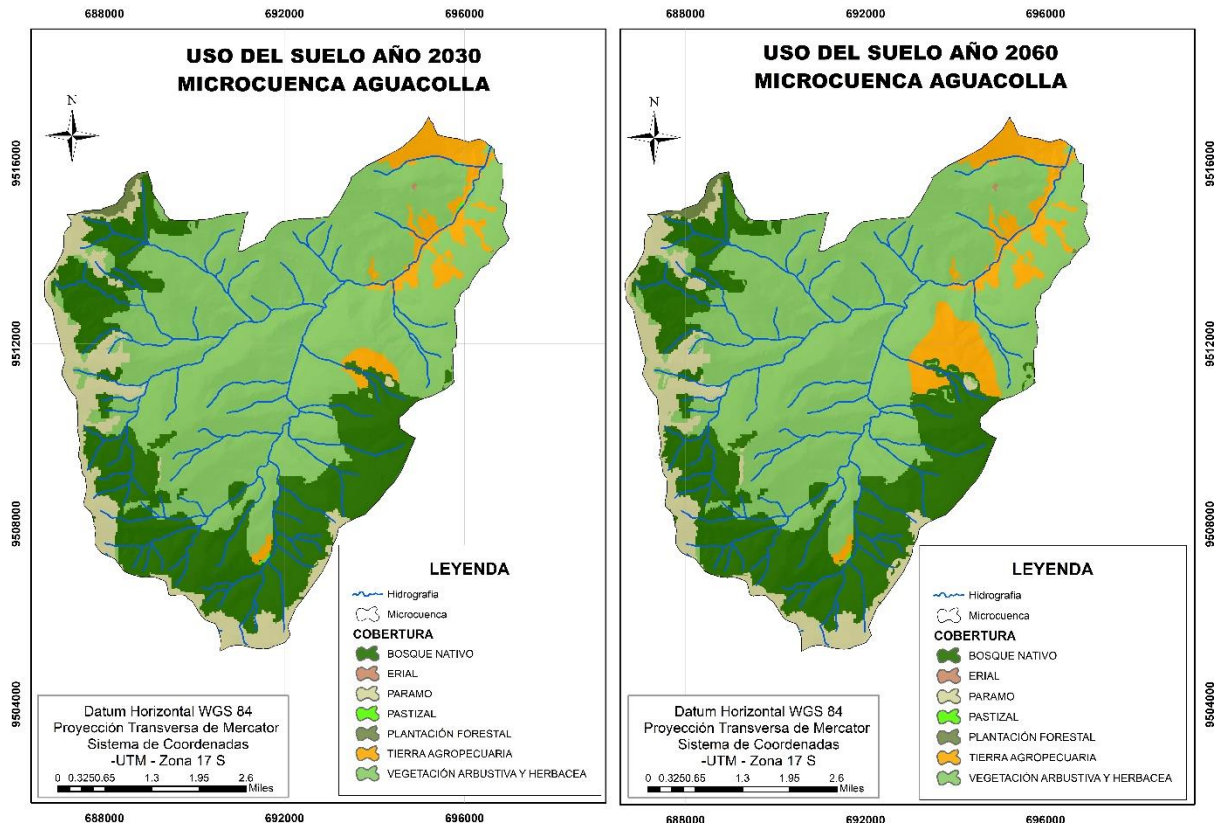 688000 692000 696000
USO DEL SUELO AÑO 2030
MICROCUENCA AGUACOLLA
N
9516000
9512000
9508000
9504000
LEYENDA
Hidrografia
Microcuenca
COBERTURA
BOSQUE NATIVO
ERIAL
PARAMO
PASTIZAL
PLANTACIÓN FORESTAL
TIERRA AGROPECUARIA
VEGETACIÓN ARBUSTIVA Y HERBACEA
Datum Horizontal WGS 84
Proyección Transversa de Mercator
Sistema de Coordenadas
-UTM - Zona 17 S
0 0.3250.65 1.3 1.95 2.6
Miles
688000 692000 696000
688000 692000 696000
USO DEL SUELO AÑO 2060
MICROCUENCA AGUACOLLA
N
9516000
9512000
9508000
9504000
LEYENDA
Hidrografia
Microcuenca
COBERTURA
BOSQUE NATIVO
ERIAL
PARAMO
PASTIZAL
PLANTACIÓN FORESTAL
TIERRA AGROPECUARIA
VEGETACIÓN ARBUSTIVA Y HERBACEA
Datum Horizontal WGS 84
Proyección Transversa de Mercator
Sistema de Coordenadas
-UTM - Zona 17 S
0 0.3250.65 1.3 1.95 2.6
Miles
688000 692000 696000